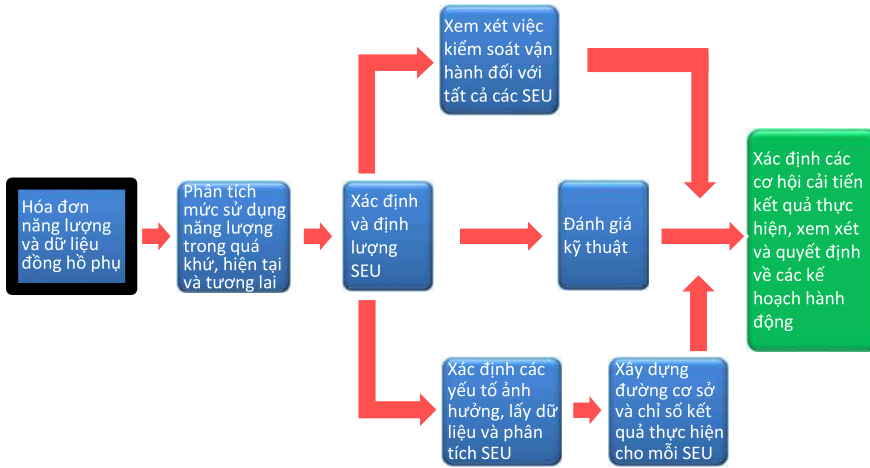 Xem xét việc
kiểm soát vận
hành đối với
tất cả các SEU
Hóa đơn
năng lượng
và dữ liệu
đồng hồ phụ
Phân tích
mức sử dụng
năng lượng
trong quá
khứ, hiện tại
và tương lai
Xác định
và định
lượng
SEU
Đánh giá
kỹ thuật
Xác định các
cơ hội cải tiến
kết quả thực
hiện, xem xét
và quyết định
về các kế
hoạch hành
động
Xác định các
yếu tố ảnh
hưởng, lấy dữ
liệu và phân
tích SEU
Xây dựng
đường cơ sở
và chỉ số kết
quả thực hiện
cho mỗi SEU